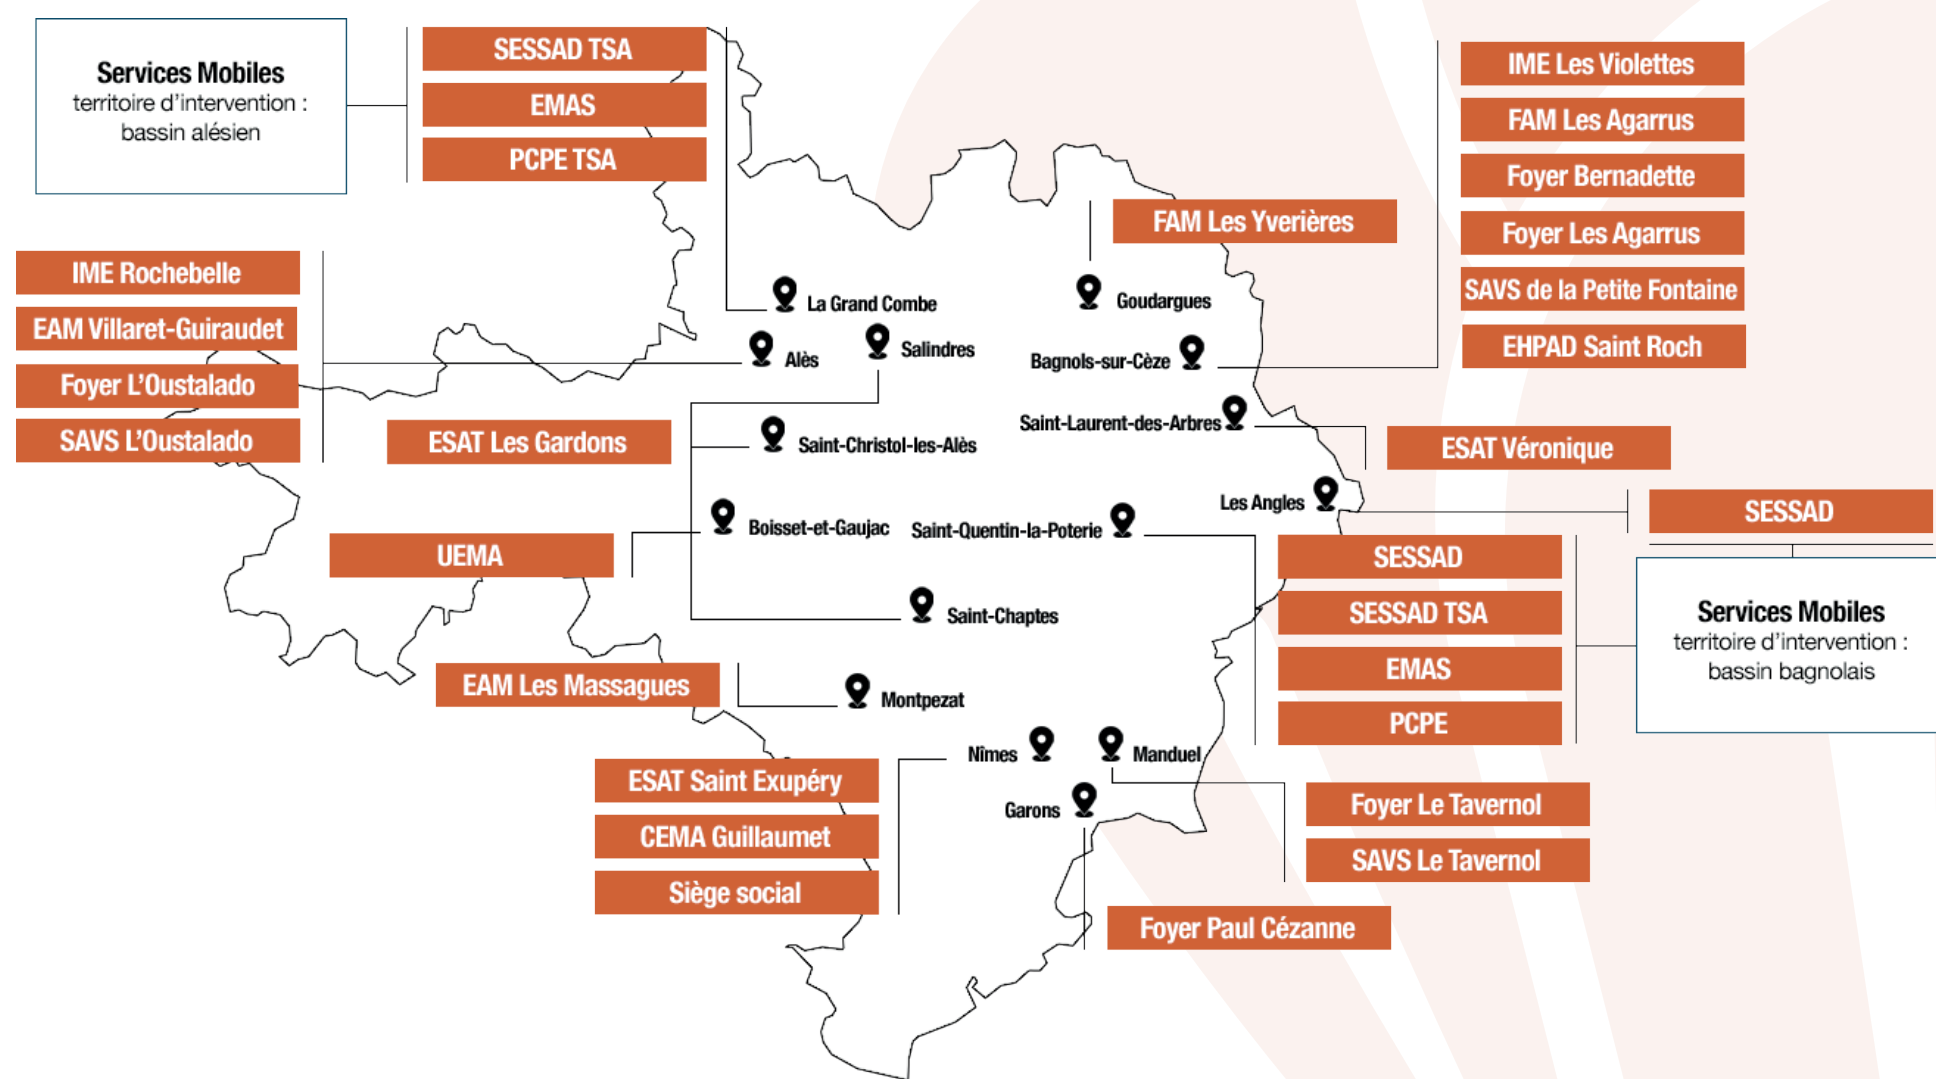 Services Mobiles
territoire d'intervention :
bassin alésien
SESSAD TSA
EMAS
PCPE TSA
IME Les Violettes
FAM Les Agarrus
Foyer Bernadette
Foyer Les Agarrus
SAVS de la Petite Fontaine
EHPAD Saint Roch
FAM Les Yverières
IME Rochebelle
EAM Villaret-Guiraudet
Foyer L'Oustalado
SAVS L'Oustalado
La Grand Combe
Goudargues
Alès
Salindres
Bagnols-sur-Cèze
Saint-Laurent-des-Arbres
ESAT Les Gardons
Saint-Christol-les-Alès
ESAT Véronique
Les Angles
SESSAD
Boisset-et-Gaujac
Saint-Quentin-la-Poterie
UEMA
SESSAD
SESSAD TSA
EMAS
PCPE
Services Mobiles
territoire d'intervention :
bassin bagnolais
Saint-Chaptes
EAM Les Massagues
Montpezat
Nîmes
Manduel
Garons
ESAT Saint Exupéry
CEMA Guillaumet
Siège social
Foyer Le Tavernol
SAVS Le Tavernol
Foyer Paul Cézanne